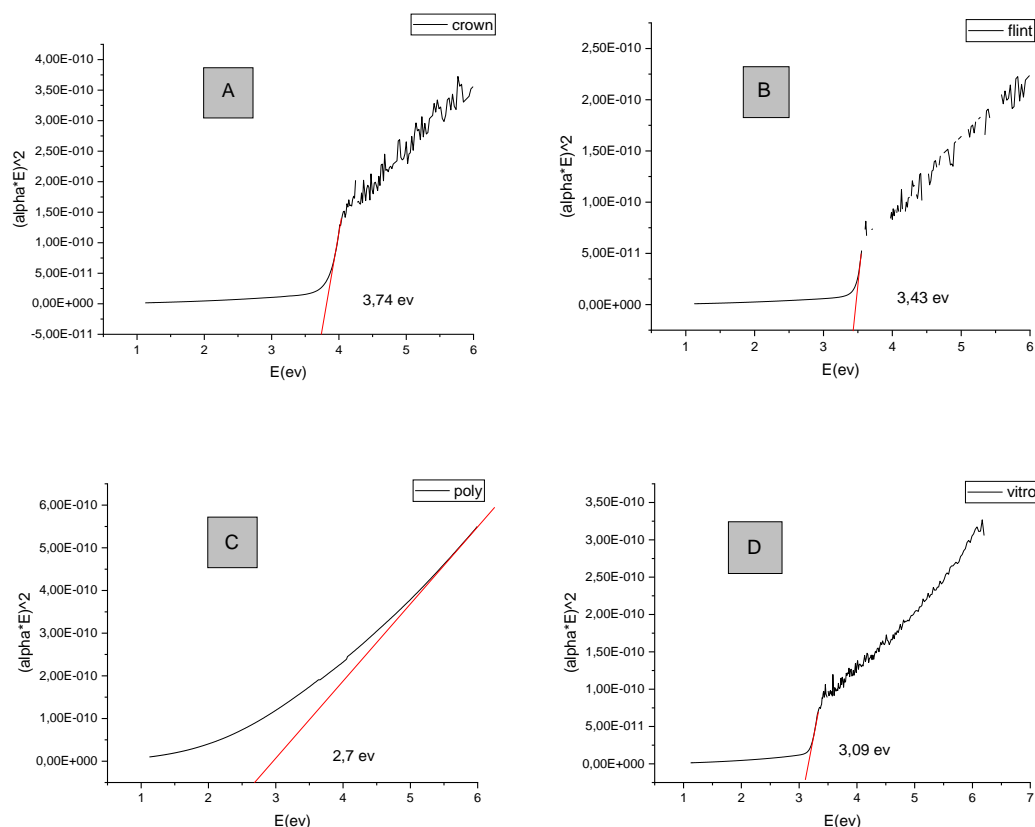 crown
A
4,00E-010
3,50E-010
3,00E-010
2,50E-010
2,00E-010
1,50E-010
1,00E-010
5,00E-011
0,00E+000
-5,00E-011
(alpha*E)^2
3,74 ev
1 2 3 4 5 6
E(ev)
flint
B
2,50E-010
2,00E-010
1,50E-010
1,00E-010
5,00E-011
0,00E+000
(alpha*E)^2
3,43 ev
1 2 3 4 5 6
E(ev)
poly
C
6,00E-010
5,00E-010
4,00E-010
3,00E-010
2,00E-010
1,00E-010
0,00E+000
(alpha*E)^2
2,7 ev
1 2 3 4 5 6
E(ev)
vitro
D
3,50E-010
3,00E-010
2,50E-010
2,00E-010
1,50E-010
1,00E-010
5,00E-011
0,00E+000
(alpha*E)^2
3,09 ev
1 2 3 4 5 6 7
E(ev)